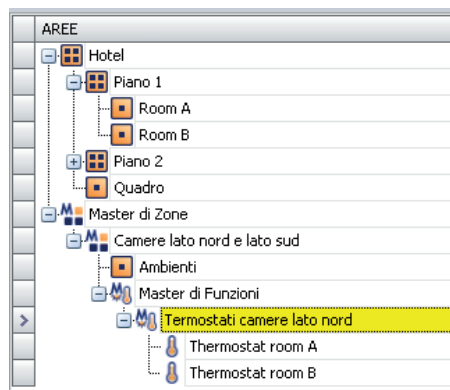 AREE
Hotel
Piano 1
Room A
Room B
Piano 2
Quadro
Master di Zone
Camere lato nord e lato sud
Ambienti
Master di Funzioni
Termostati camere lato nord
Thermostat room A
Thermostat room B